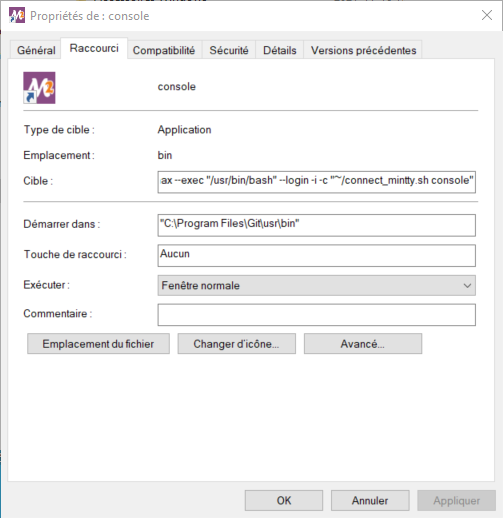 Propriétés de : console
Général Raccourci Compatibilité Sécurité Détails Versions précédentes
console
Type de cible : Application
Emplacement : bin
Cible : ax --exec "/usr/bin/bash" --login -i -c "~/connect_mintty.sh console"
Démarrer dans : "C:\Program Files\Git\usr\bin"
Touche de raccourci : Aucun
Exécuter : Fenêtre normale
Commentaire :
Emplacement du fichier Changer d'icône... Avancé...
OK Annuler Appliquer